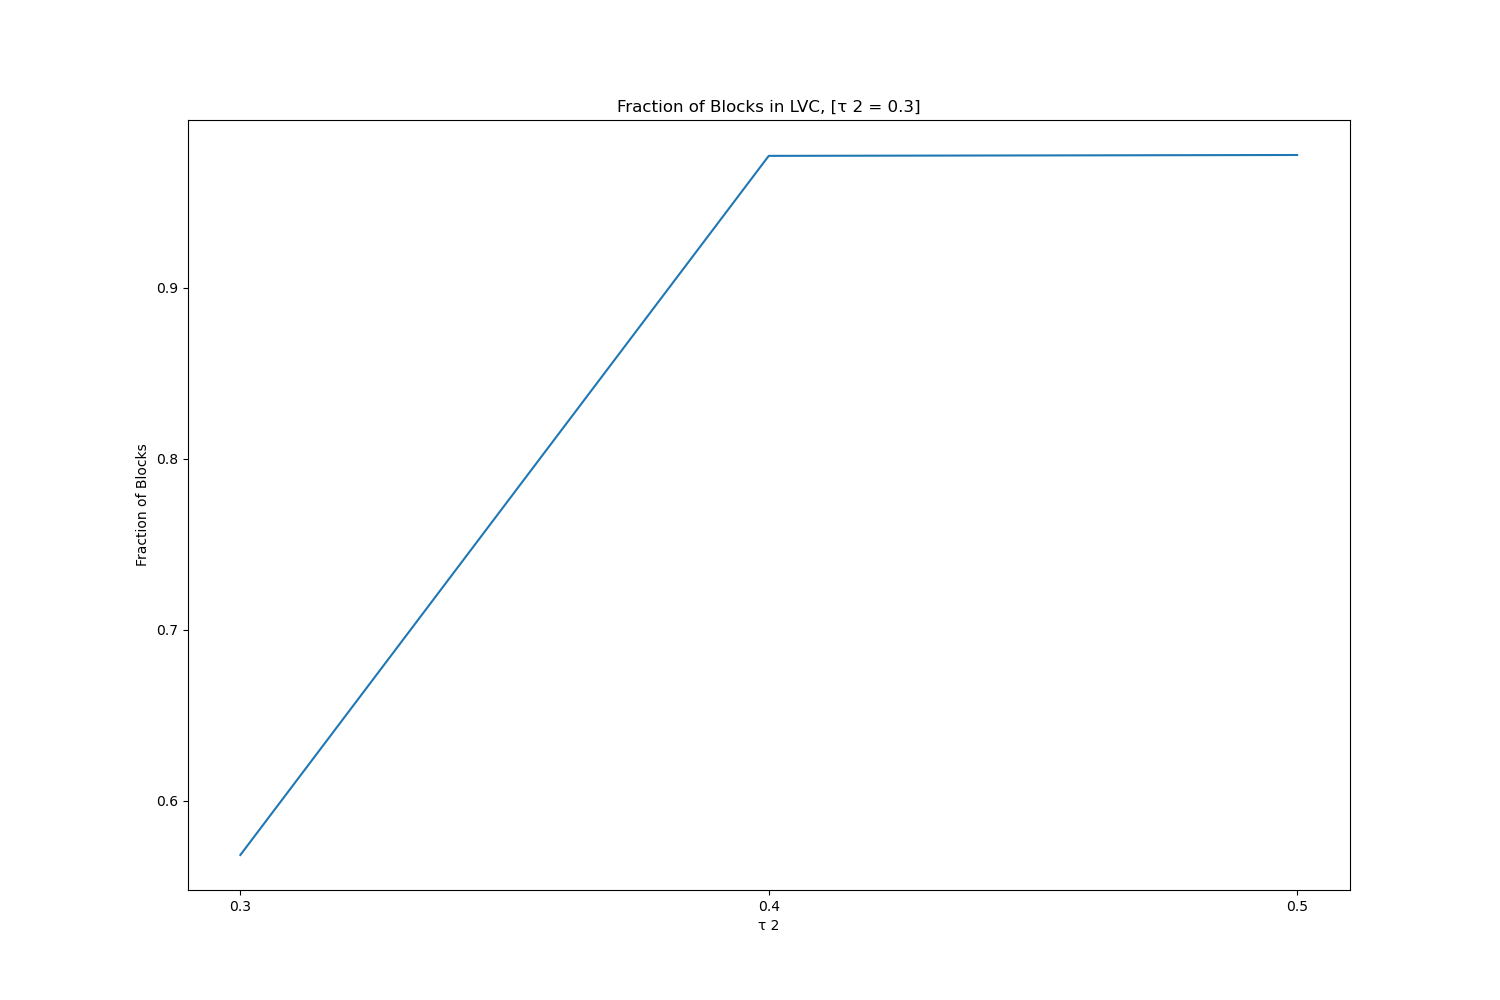 Fraction of Blocks in LVC, [τ 2 = 0.3]
Fraction of Blocks
0.9
0.8
0.7
0.6
0.3
0.4
0.5
τ 2